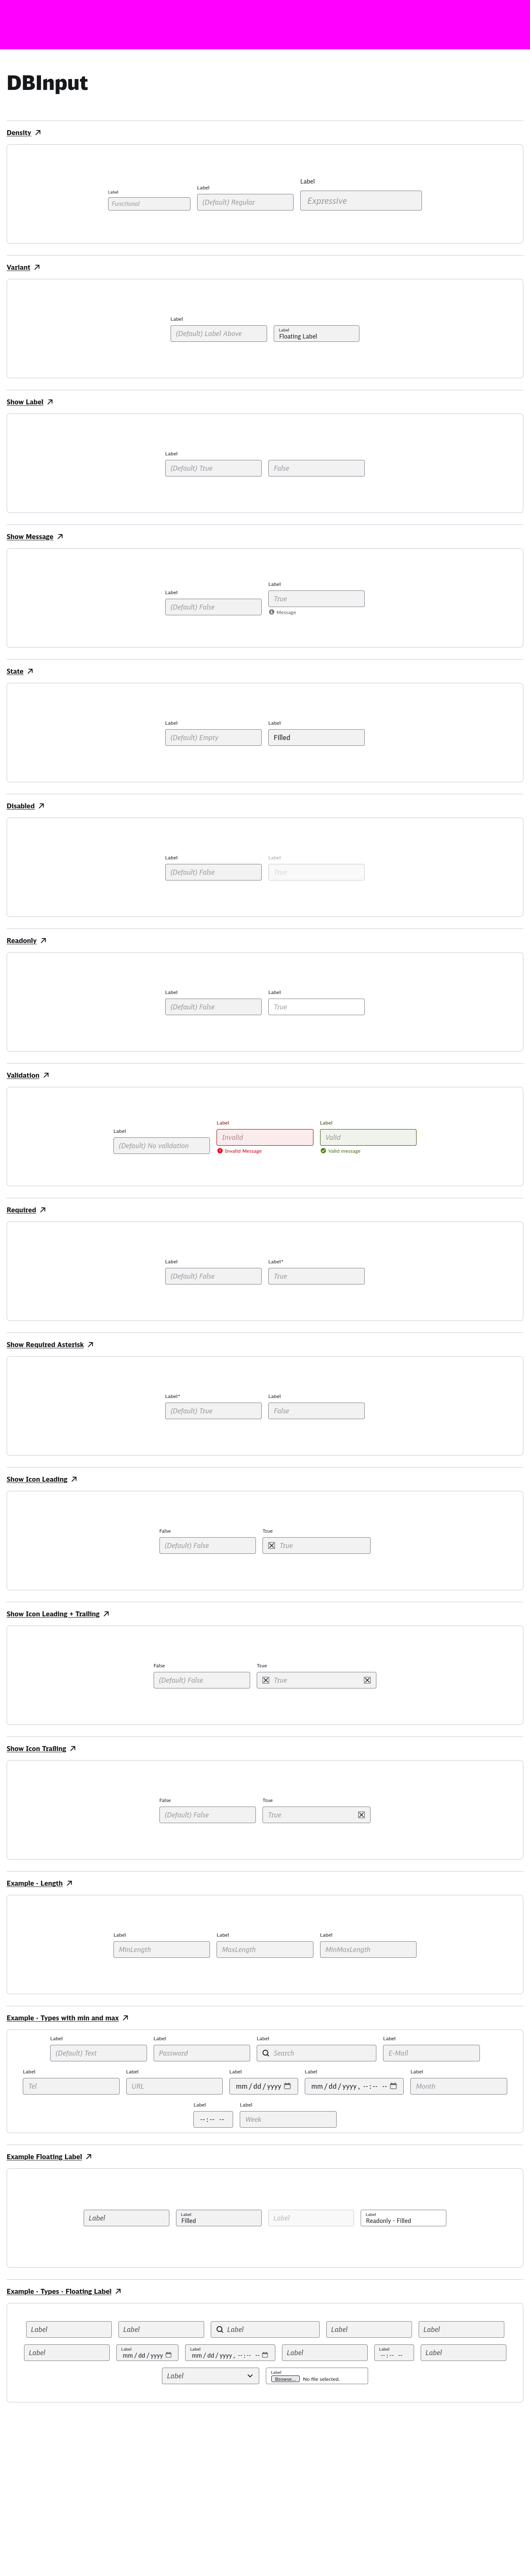 DBInput
Density
Label
Label
Label
Functional
(Default) Regular
Expressive
Variant
Label
(Default) Label Above
Label
Floating Label
Show Label
Label
(Default) True
False
Show Message
Label
Label
(Default) False
True
Message
State
Label
Label
(Default) Empty
Filled
Disabled
Label
Label
(Default) False
True
Readonly
Label
Label
(Default) False
True
Validation
Label
Label
Label
(Default) No validation
Invalid
Valid
Invalid Message
Valid message
Required
Label
Label*
(Default) False
True
Show Required Asterisk
Label*
Label
(Default) True
False
Show Icon Leading
False
True
(Default) False
True
Show Icon Leading + Trailing
False
True
(Default) False
True
Show Icon Trailing
False
True
(Default) False
True
Example - Length
Label
Label
Label
MinLength
MaxLength
MinMaxLength
Example - Types with min and max
Label
Label
Label
Label
(Default) Text
Password
Search
E-Mail
Label
Label
Label
Label
Label
Tel
URL
mm/dd/yyyy
mm/dd/yyyy, --:-- --
Month
Label
Label
--:-- --
Week
Example Floating Label
Label
Label
Filled
Label
Label
Readonly - Filled
Example - Types - Floating Label
Label
Label
Label
Label
Label
Label
Label
mm/dd/yyyy
Label
mm/dd/yyyy, --:-- --
Label
Label
--:-- --
Label
Label
Label
Browse... No file selected.